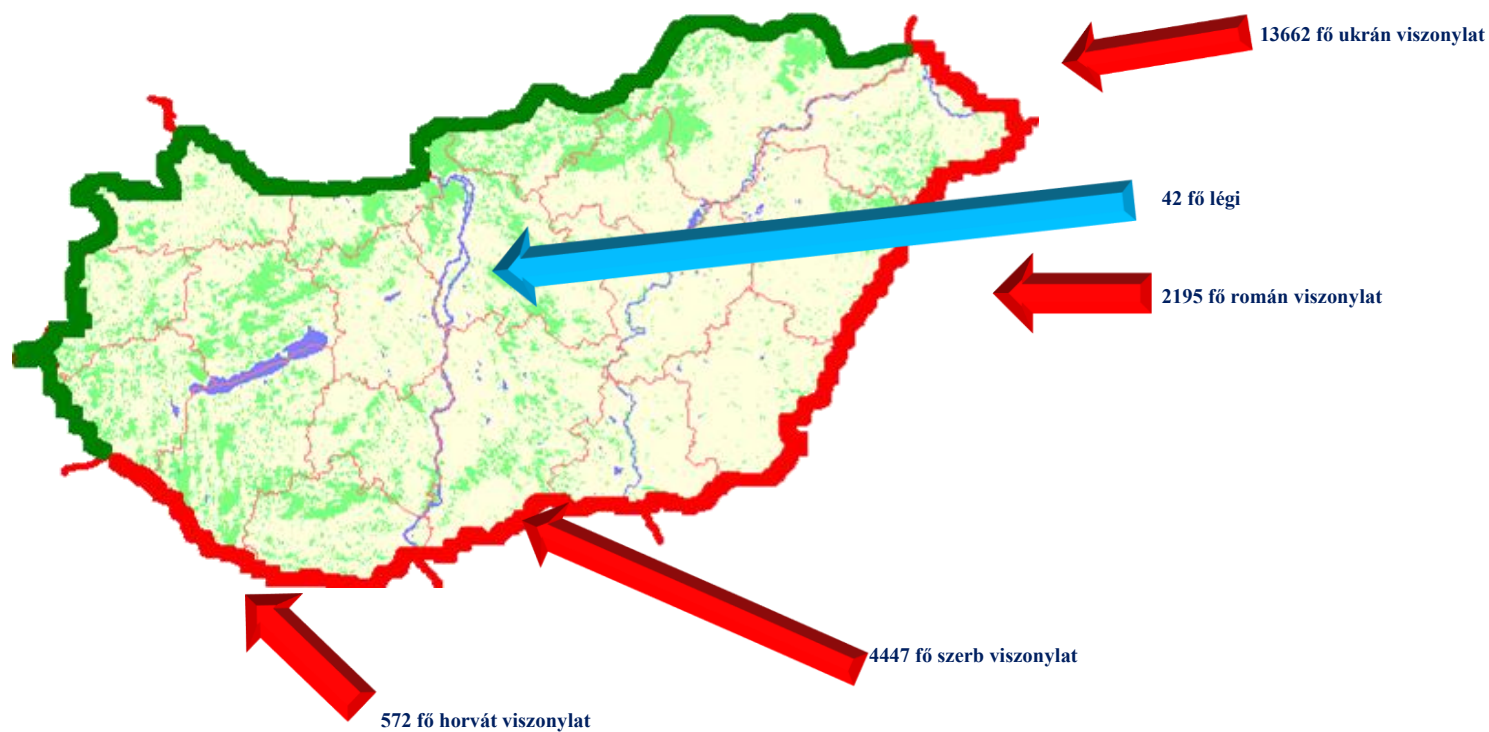 13662 fő ukrán viszonylat
42 fő légi
2195 fő román viszonylat
4447 fő szerb viszonylat
572 fő horvát viszonylat